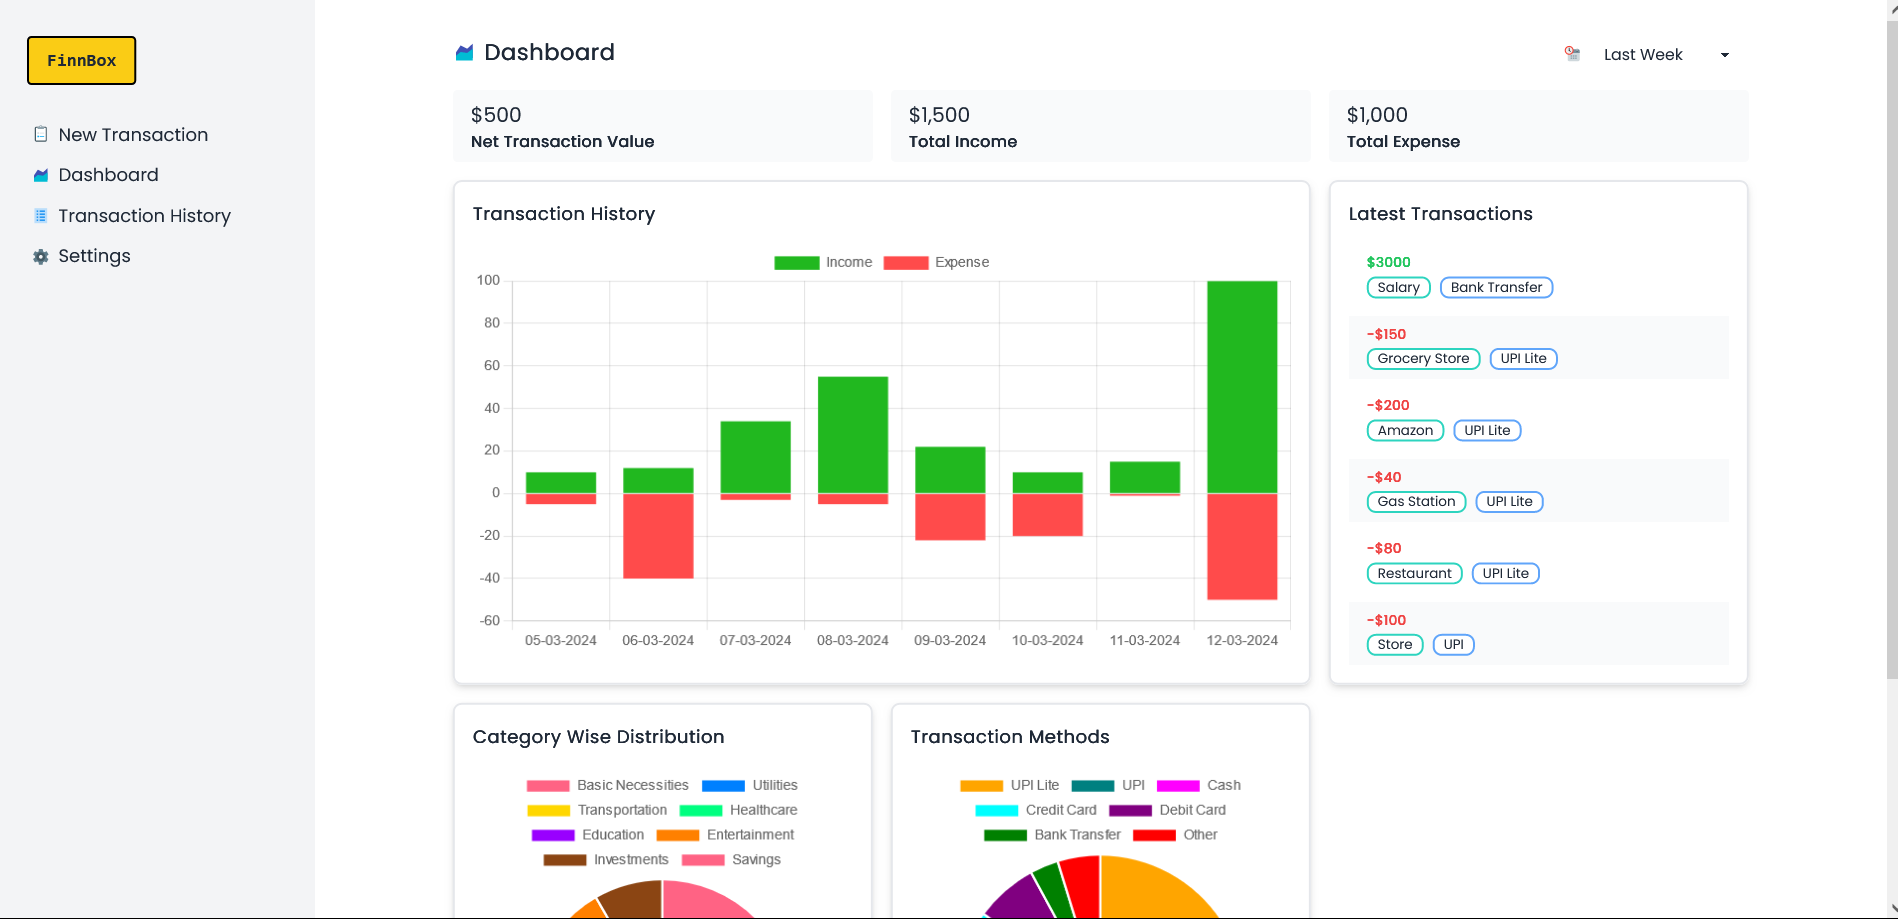 FinnBox
New Transaction
Dashboard
Transaction History
Settings
Dashboard
Last Week
$500
Net Transaction Value
$1,500
Total Income
$1,000
Total Expense
Transaction History
Income Expense
100
80
60
40
20
0
-20
-40
-60
05-03-2024 06-03-2024 07-03-2024 08-03-2024 09-03-2024 10-03-2024 11-03-2024 12-03-2024
Latest Transactions
$3000
Salary Bank Transfer
-$150
Grocery Store UPI Lite
-$200
Amazon UPI Lite
-$40
Gas Station UPI Lite
-$80
Restaurant UPI Lite
-$100
Store UPI
Category Wise Distribution
Basic Necessities Utilities
Transportation Healthcare
Education Entertainment
Investments Savings
Transaction Methods
UPI Lite UPI Cash
Credit Card Debit Card
Bank Transfer Other